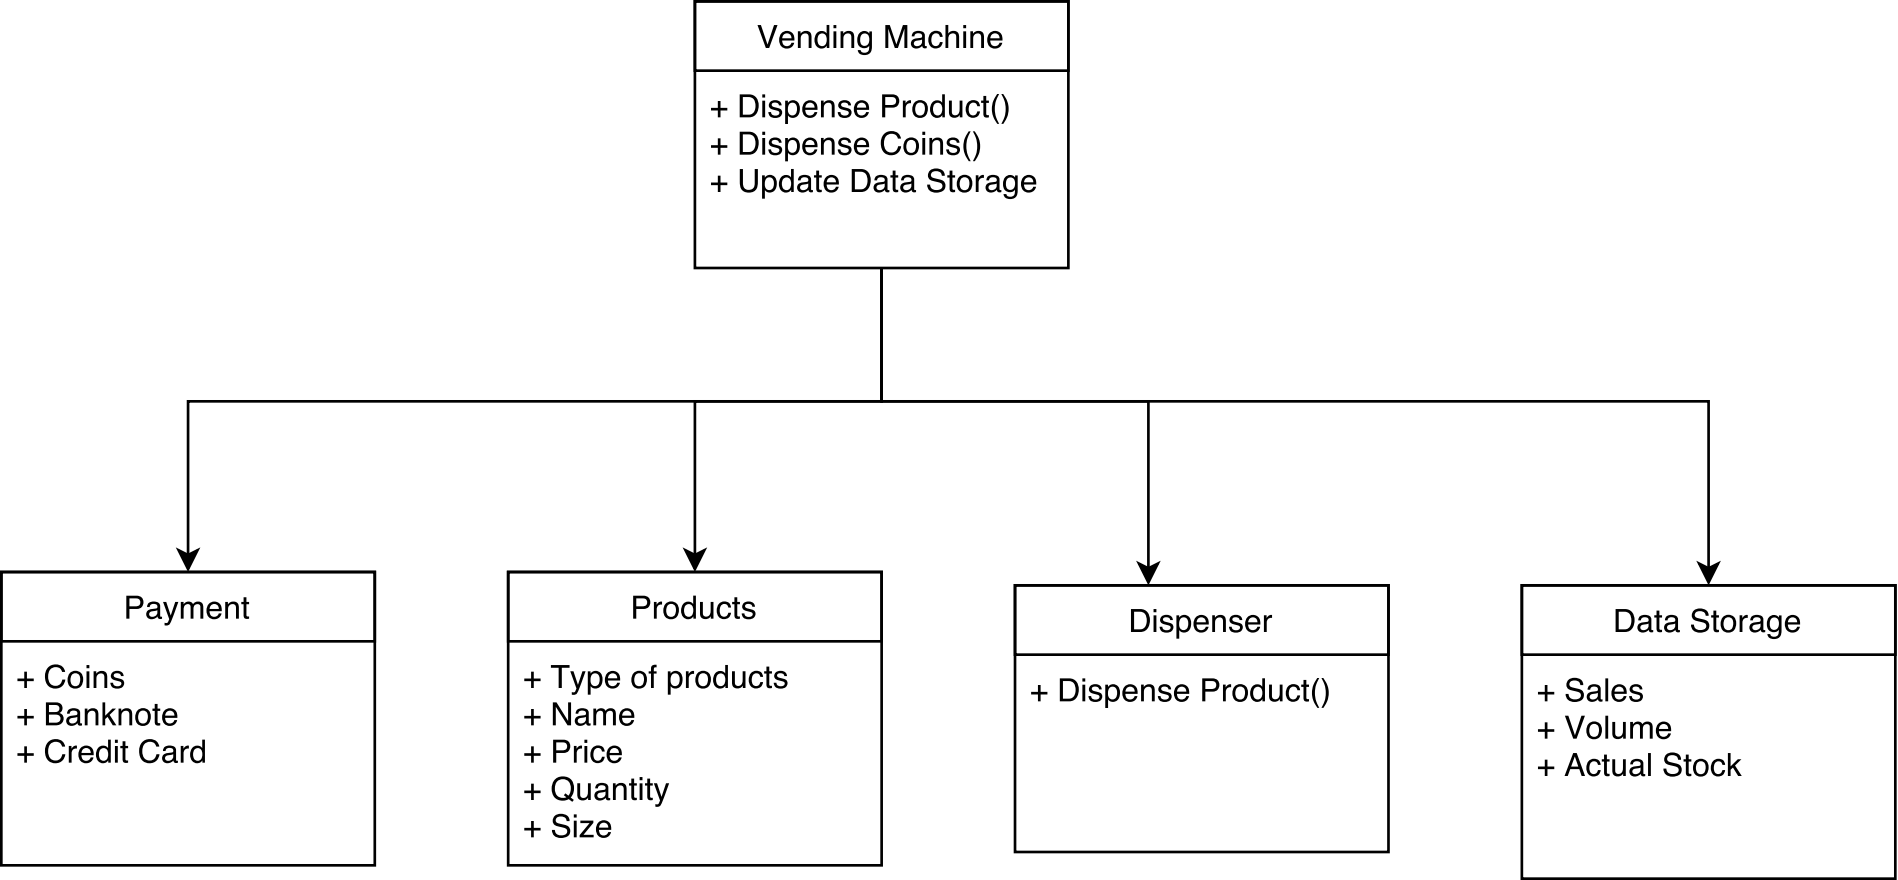 Vending Machine
+ Dispense Product()
+ Dispense Coins()
+ Update Data Storage
Payment
+ Coins
+ Banknote
+ Credit Card
Products
+ Type of products
+ Name
+ Price
+ Quantity
+ Size
Dispenser
+ Dispense Product()
Data Storage
+ Sales
+ Volume
+ Actual Stock